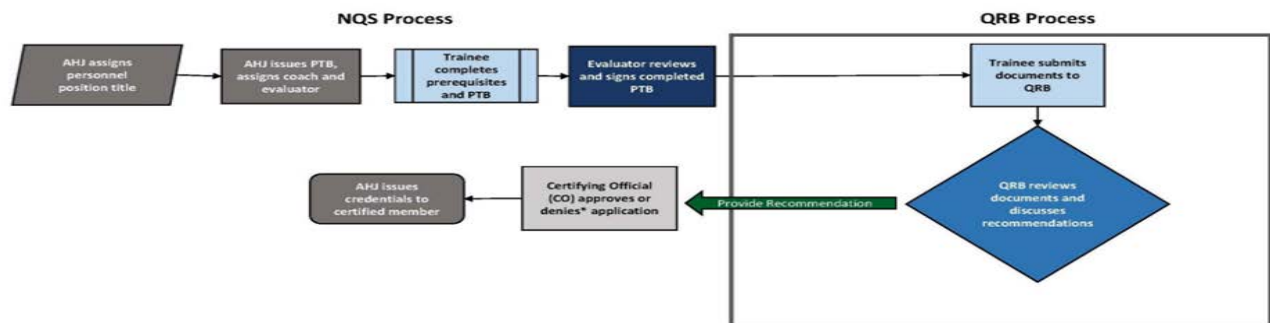 NQS Process
QRB Process
AHJ assigns
personnel
position title
AHJ issues PTB,
assigns coach and
evaluator
Trainee
completes
prerequisites
and PTB
Evaluator reviews
and signs completed
PTB
Trainee submits
documents to
QRB
AHJ issues
credentials to
certified member
Certifying Official
(CO) approves or
denies* application
Provide Recommendation
QRB reviews
documents and
discusses
recommendations